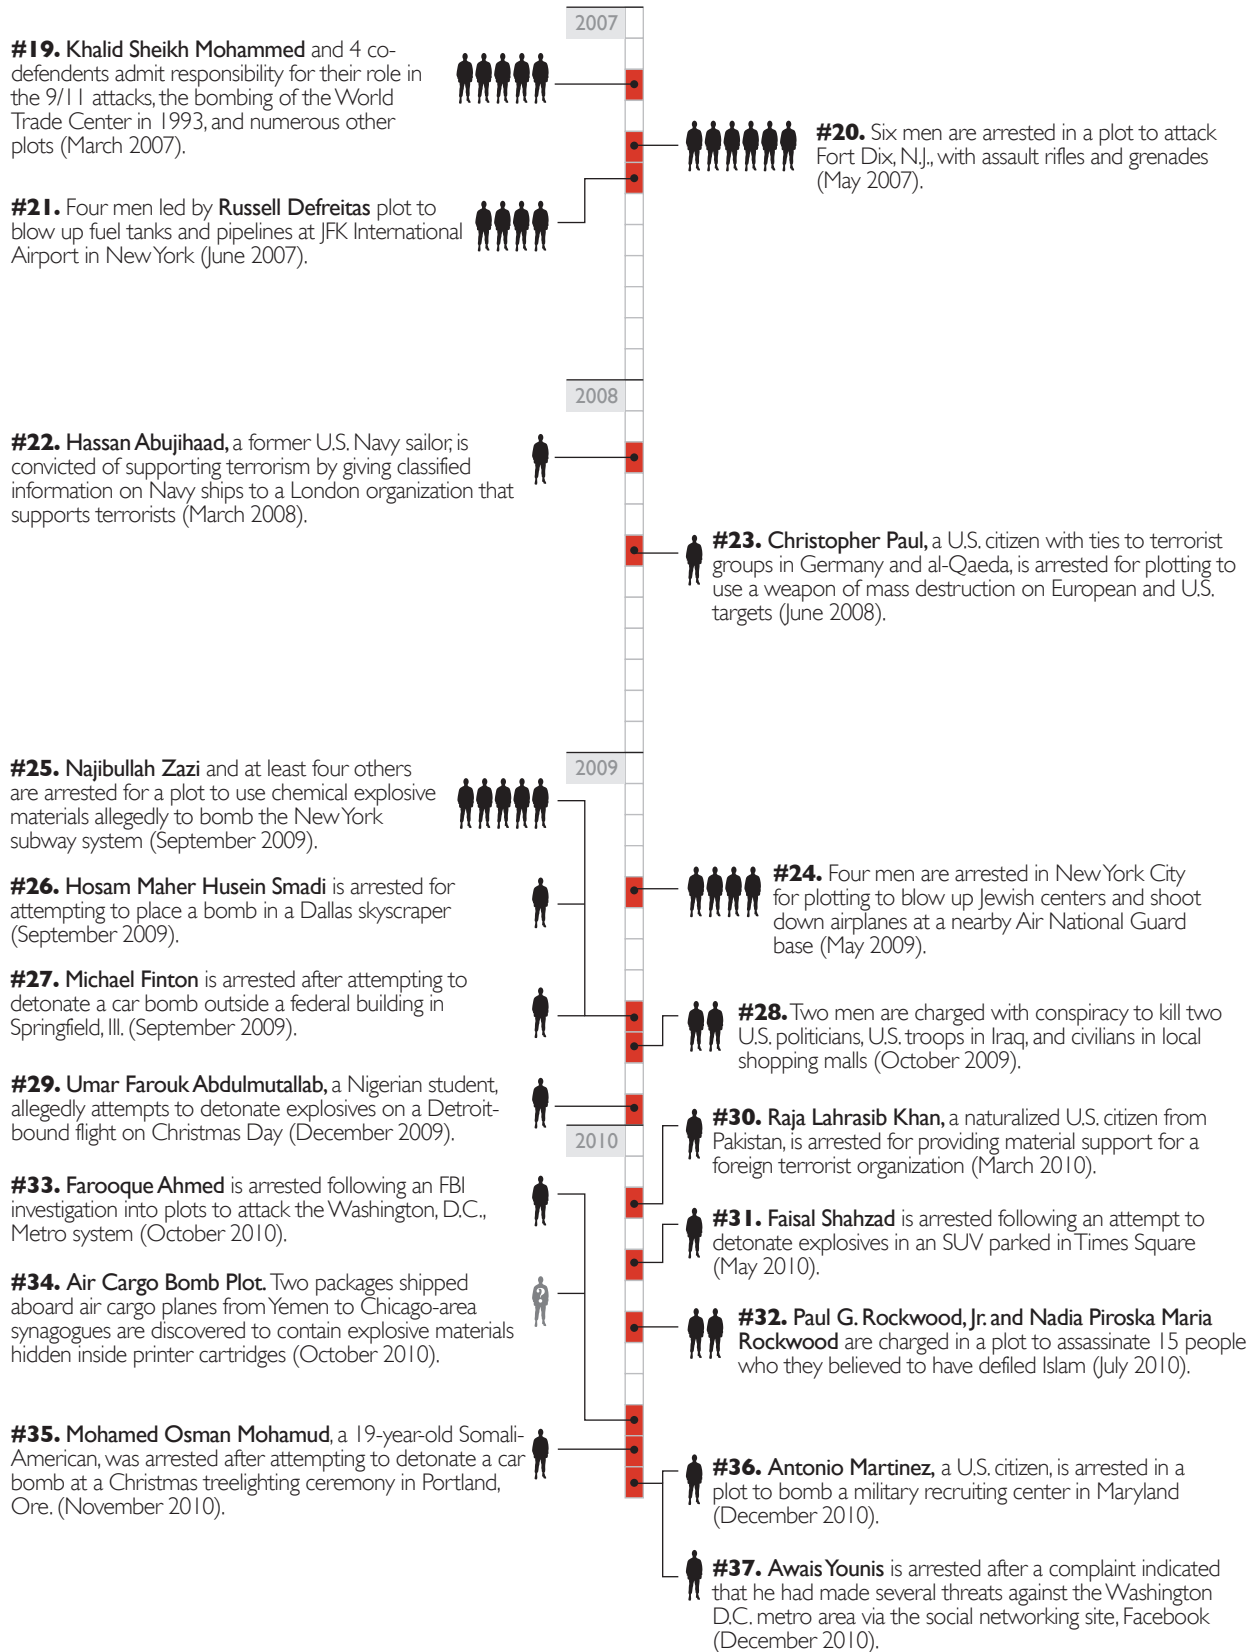 2007
#19. Khalid Sheikh Mohammed and 4 co-
defendents admit responsibility for their role in
the 9/11 attacks, the bombing of the World
Trade Center in 1993, and numerous other
plots (March 2007).
#20. Six men are arrested in a plot to attack
Fort Dix, N.J., with assault rifles and grenades
(May 2007).
#21. Four men led by Russell Defreitas plot to
blow up fuel tanks and pipelines at JFK International
Airport in New York (June 2007).
2008
#22. Hassan Abujihaad, a former U.S. Navy sailor, is
convicted of supporting terrorism by giving classified
information on Navy ships to a London organization that
supports terrorists (March 2008).
#23. Christopher Paul, a U.S. citizen with ties to terrorist
groups in Germany and al-Qaeda, is arrested for plotting to
use a weapon of mass destruction on European and U.S.
targets (June 2008).
2009
#25. Najibullah Zazi and at least four others
are arrested for a plot to use chemical explosive
materials allegedly to bomb the New York
subway system (September 2009).
#24. Four men are arrested in New York City
for plotting to blow up Jewish centers and shoot
down airplanes at a nearby Air National Guard
base (May 2009).
#26. Hosam Maher Husein Smadi is arrested for
attempting to place a bomb in a Dallas skyscraper
(September 2009).
#27. Michael Finton is arrested after attempting to
detonate a car bomb outside a federal building in
Springfield, Ill. (September 2009).
#28. Two men are charged with conspiracy to kill two
U.S. politicians, U.S. troops in Iraq, and civilians in local
shopping malls (October 2009).
#29. Umar Farouk Abdulmutallab, a Nigerian student,
allegedly attempts to detonate explosives on a Detroit-
bound flight on Christmas Day (December 2009).
2010
#30. Raja Lahrasib Khan, a naturalized U.S. citizen from
Pakistan, is arrested for providing material support for a
foreign terrorist organization (March 2010).
#33. Farooque Ahmed is arrested following an FBI
investigation into plots to attack the Washington, D.C.,
Metro system (October 2010).
#31. Faisal Shahzad is arrested following an attempt to
detonate explosives in an SUV parked in Times Square
(May 2010).
#34. Air Cargo Bomb Plot. Two packages shipped
aboard air cargo planes from Yemen to Chicago-area
synagogues are discovered to contain explosive materials
hidden inside printer cartridges (October 2010).
?
#32. Paul G. Rockwood, Jr. and Nadia Piroska Maria
Rockwood are charged in a plot to assassinate 15 people
who they believed to have defiled Islam (July 2010).
#35. Mohamed Osman Mohamud, a 19-year-old Somali-
American, was arrested after attempting to detonate a car
bomb at a Christmas treelighting ceremony in Portland,
Ore. (November 2010).
#36. Antonio Martinez, a U.S. citizen, is arrested in a
plot to bomb a military recruiting center in Maryland
(December 2010).
#37. Awais Younis is arrested after a complaint indicated
that he had made several threats against the Washington
D.C. metro area via the social networking site, Facebook
(December 2010).